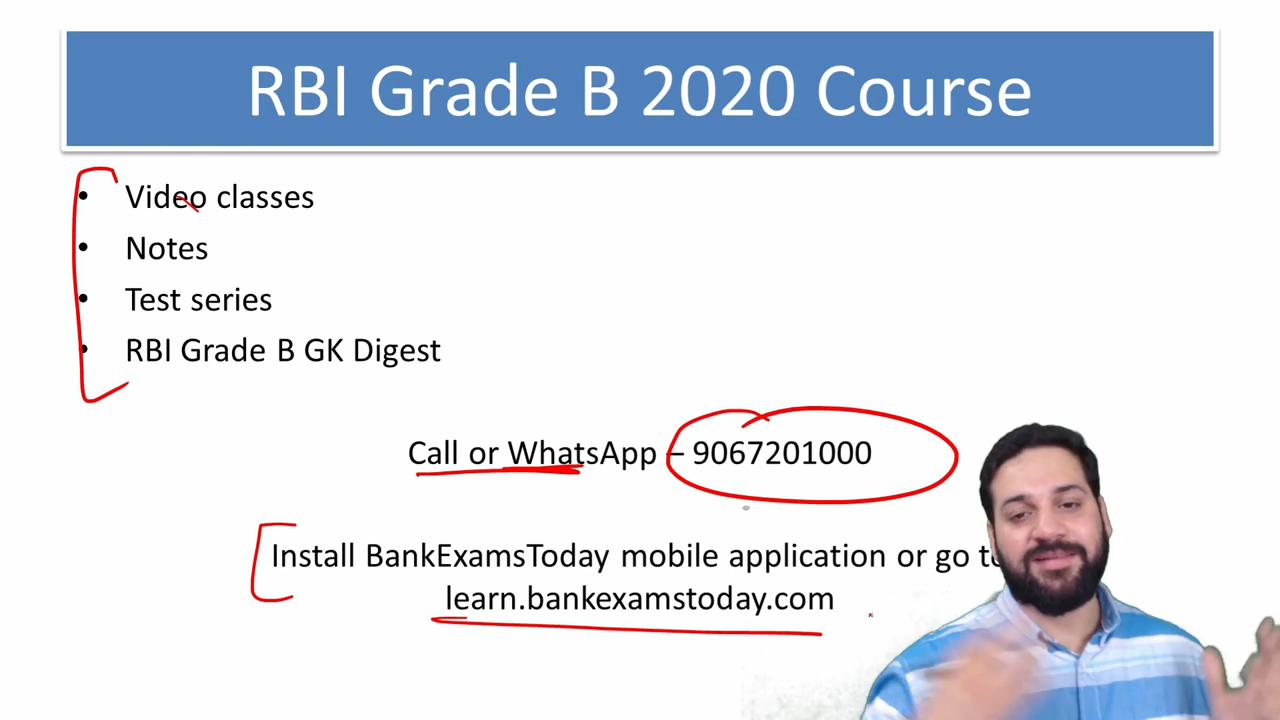 RBI Grade B 2020 Course
• Video classes
• Notes
• Test series
• RBI Grade B GK Digest
Call or WhatsApp – 9067201000
Install BankExamsToday mobile application or go to
learn.bankexamstoday.com